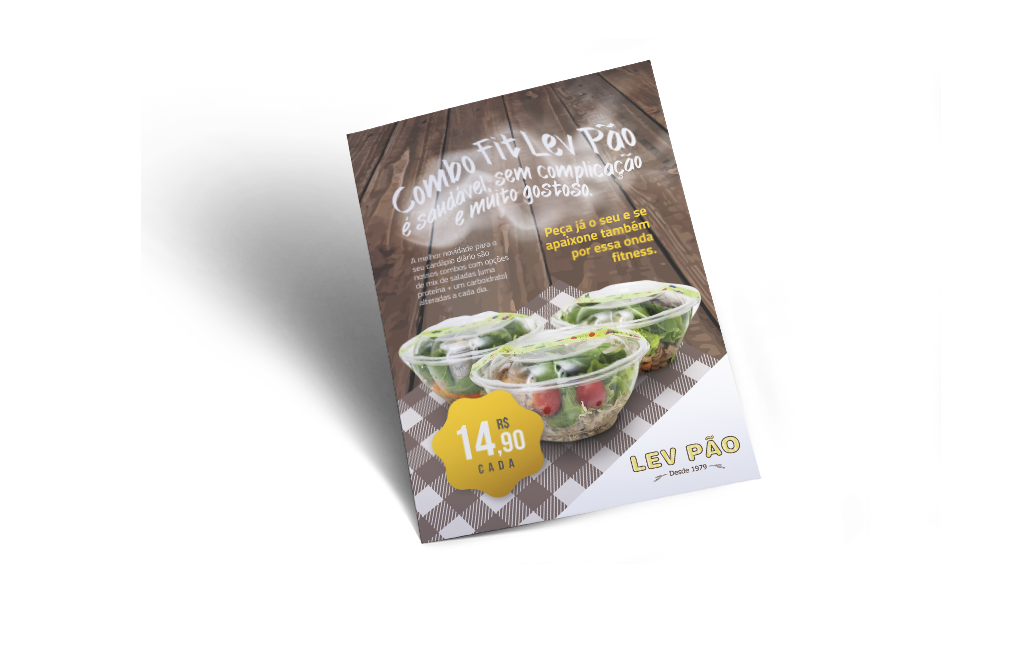 Combo Fit Lev Pão
é saudável, sem complicação
e muito gostoso.
Peça já o seu e se
apaixone também
por essa onda
fitness.
A melhor novidade para o
seu cardápio diário são
nossos combos com opções
de mix de saladas (uma
proteína + um carboidrato)
alteradas a cada dia.
R$
14,90
CADA
LEV PÃO
Desde 1979